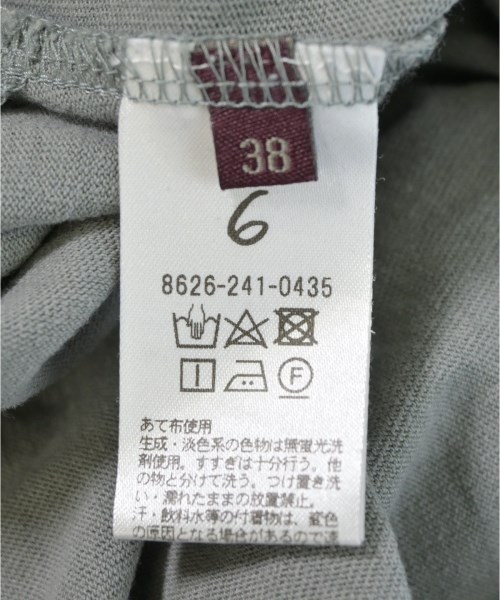 38
6
8626-241-0435
F
あて布使用
生成・淡色系の色物は無蛍光洗
剤使用。すすぎは十分行う。他
の物と分けて洗う。つけ置き洗
い・濡れたままの放置禁止。
汗・飲料水等の付着物は、変色
の原因となる場合があるので速